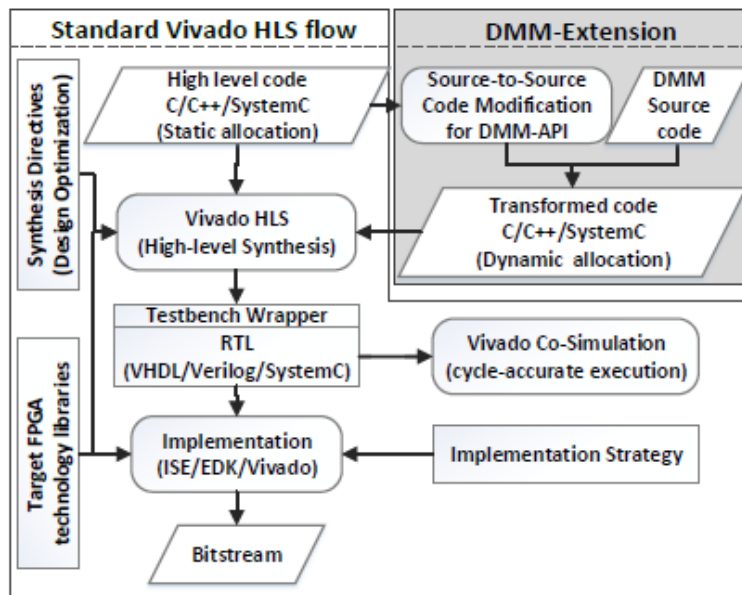 Standard Vivado HLS flow
DMM-Extension
Synthesis Directives
(Design Optimization)
High level code
C/C++/SystemC
(Static allocation)
Source-to-Source
Code Modification
for DMM-API
DMM
Source
code
Vivado HLS
(High-level Synthesis)
Transformed code
C/C++/SystemC
(Dynamic allocation)
Testbench Wrapper
RTL
(VHDL/Verilog/SystemC)
Vivado Co-Simulation
(cycle-accurate execution)
Target FPGA
technology libraries
Implementation
(ISE/EDK/Vivado)
Implementation Strategy
Bitstream